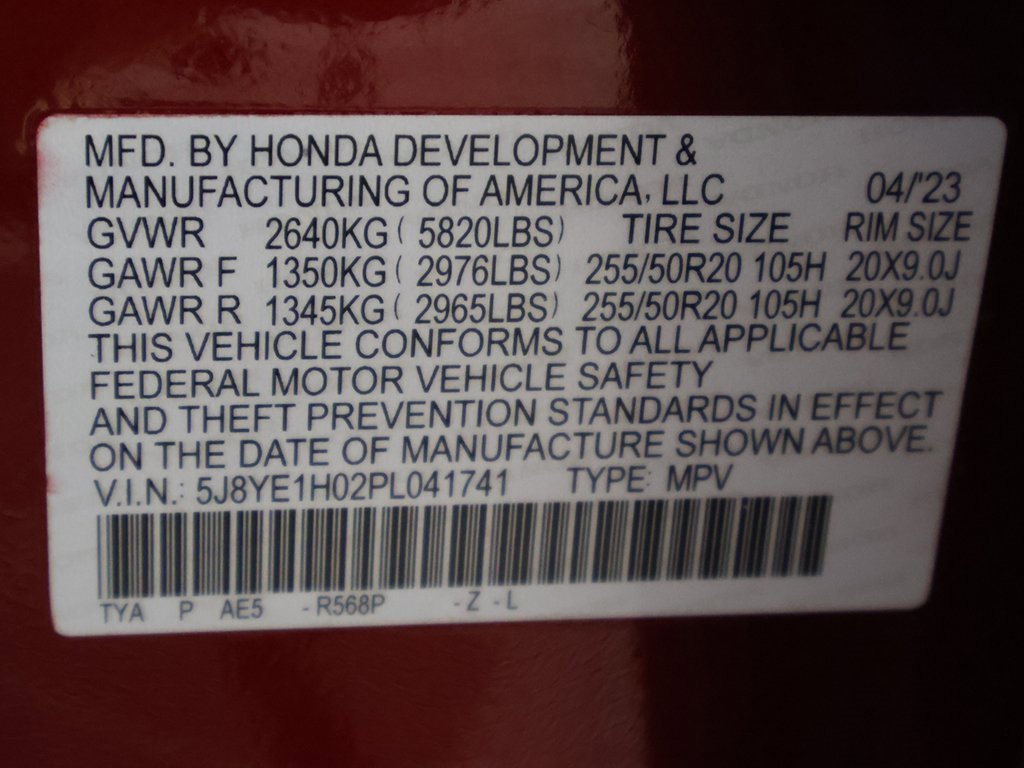 MFD. BY HONDA DEVELOPMENT &
MANUFACTURING OF AMERICA, LLC 04/'23
GVWR 2640KG ( 5820LBS) TIRE SIZE RIM SIZE
GAWR F 1350KG ( 2976LBS) 255/50R20 105H 20X9.0J
GAWR R 1345KG ( 2965LBS) 255/50R20 105H 20X9.0J
THIS VEHICLE CONFORMS TO ALL APPLICABLE
FEDERAL MOTOR VEHICLE SAFETY
AND THEFT PREVENTION STANDARDS IN EFFECT
ON THE DATE OF MANUFACTURE SHOWN ABOVE.
V.I.N.: 5J8YE1H02PL041741 TYPE: MPV
TYA P AE5 - R568P - Z - L